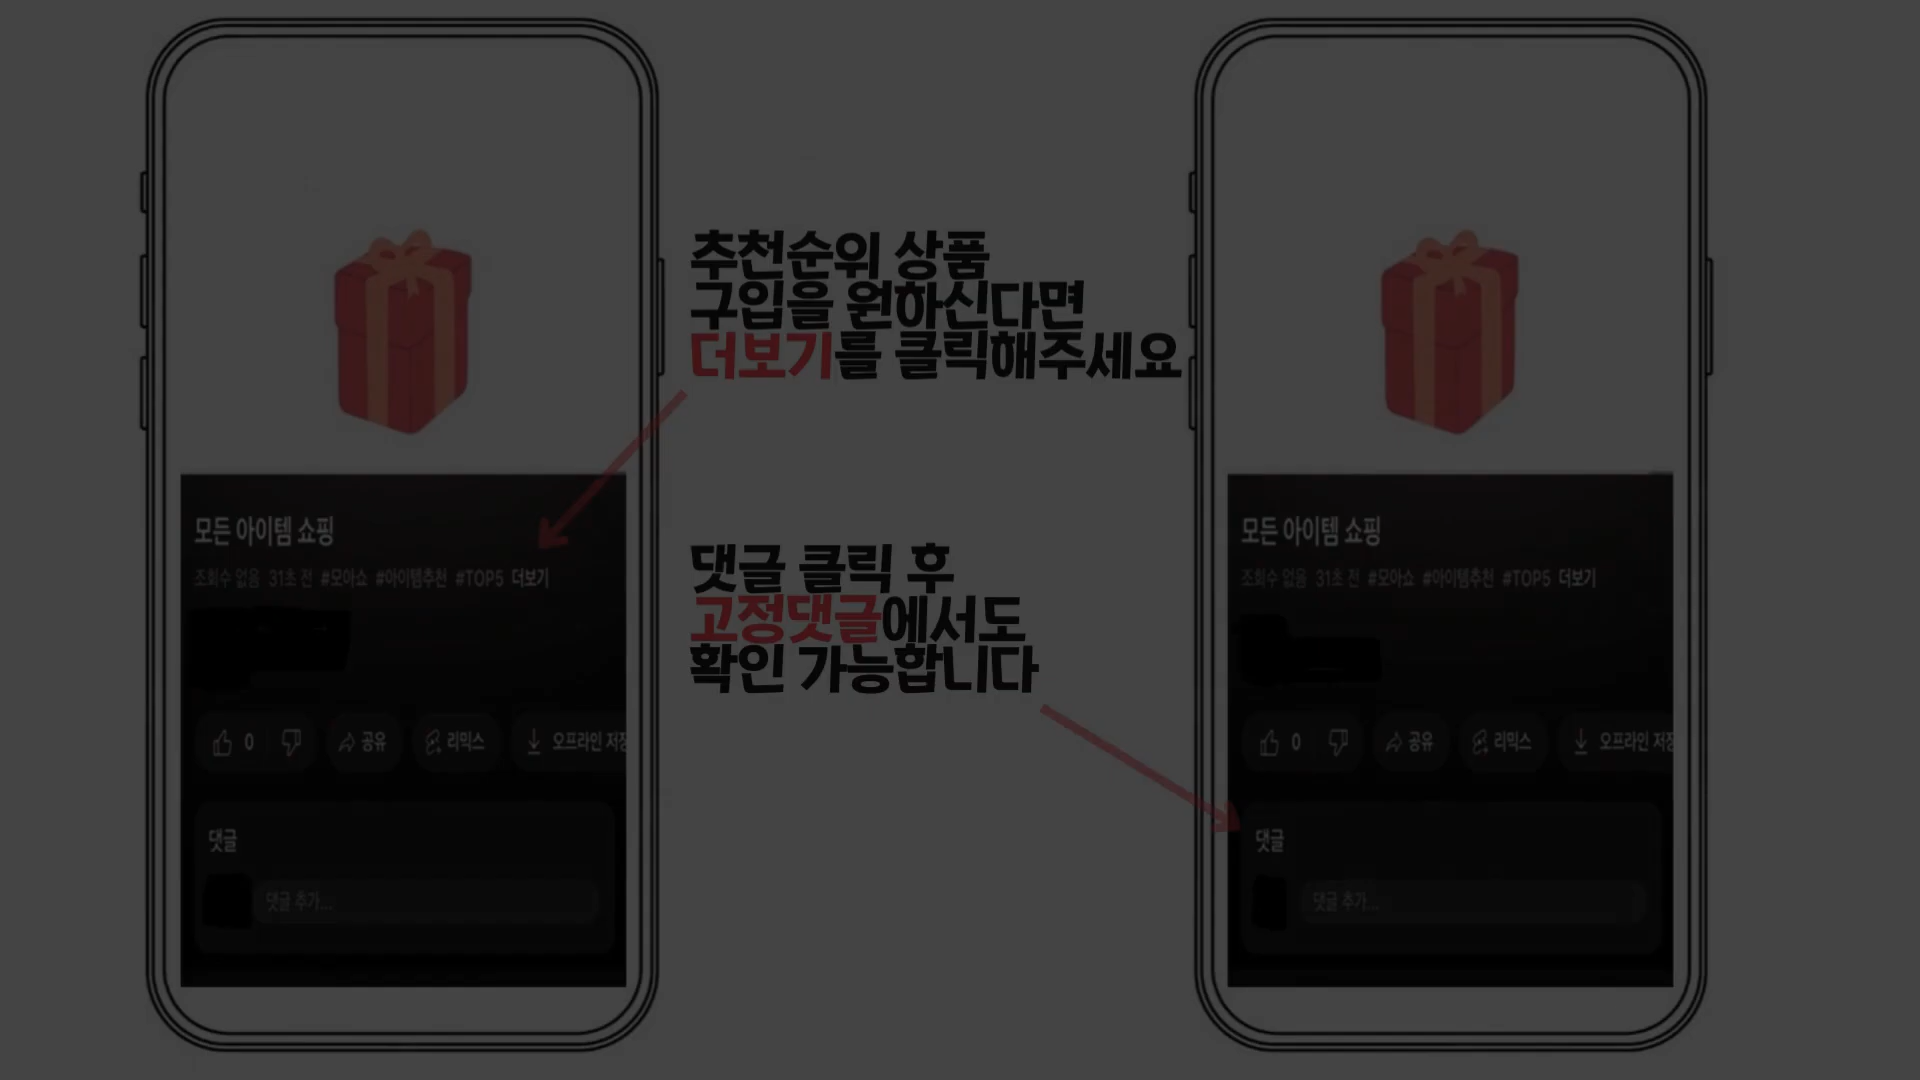 추천순위 상품
구입을 원하신다면
더보기를 클릭해주세요
모든 아이템 쇼핑
조회수 없음 31초 전 #모아쇼 #아이템추천 #TOP5 더보기
0 공유 리믹스 오프라인 저장
댓글
댓글 추가...
댓글 클릭 후
고정댓글에서도
확인 가능합니다
모든 아이템 쇼핑
조회수 없음 31초 전 #모아쇼 #아이템추천 #TOP5 더보기
0 공유 리믹스 오프라인 저장
댓글
댓글 추가...